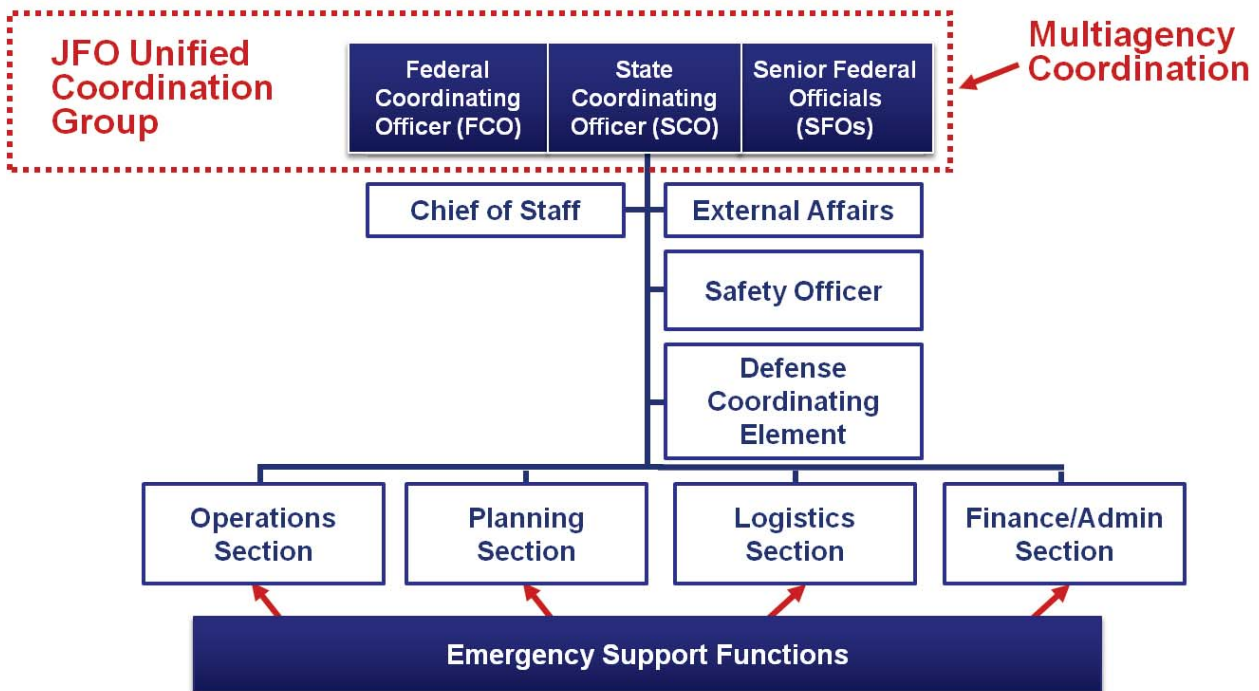 JFO Unified
Coordination
Group
Federal
Coordinating
Officer (FCO)
State
Coordinating
Officer (SCO)
Senior Federal
Officials
(SFOs)
Multiagency
Coordination
Chief of Staff
External Affairs
Safety Officer
Defense
Coordinating
Element
Operations
Section
Planning
Section
Logistics
Section
Finance/Admin
Section
Emergency Support Functions